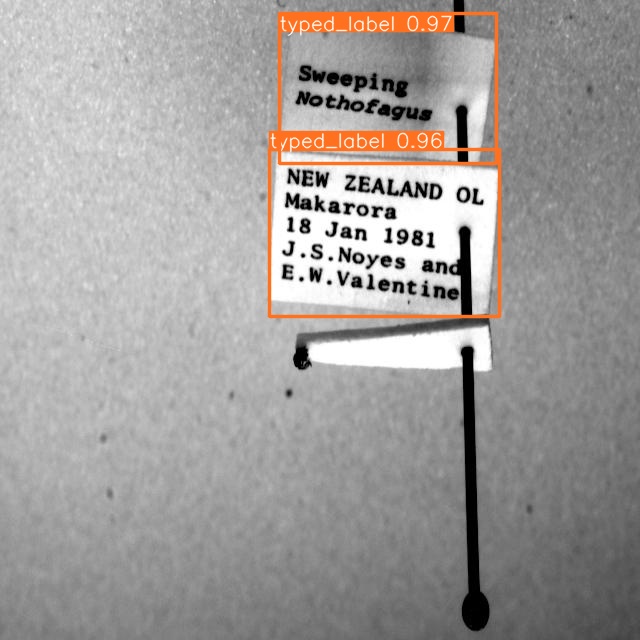 typed_label 0.97
Sweeping
Nothofagus
typed_label 0.96
NEW ZEALAND OL
Makarora
18 Jan 1981
J.S.Noyes and
E.W.Valentine